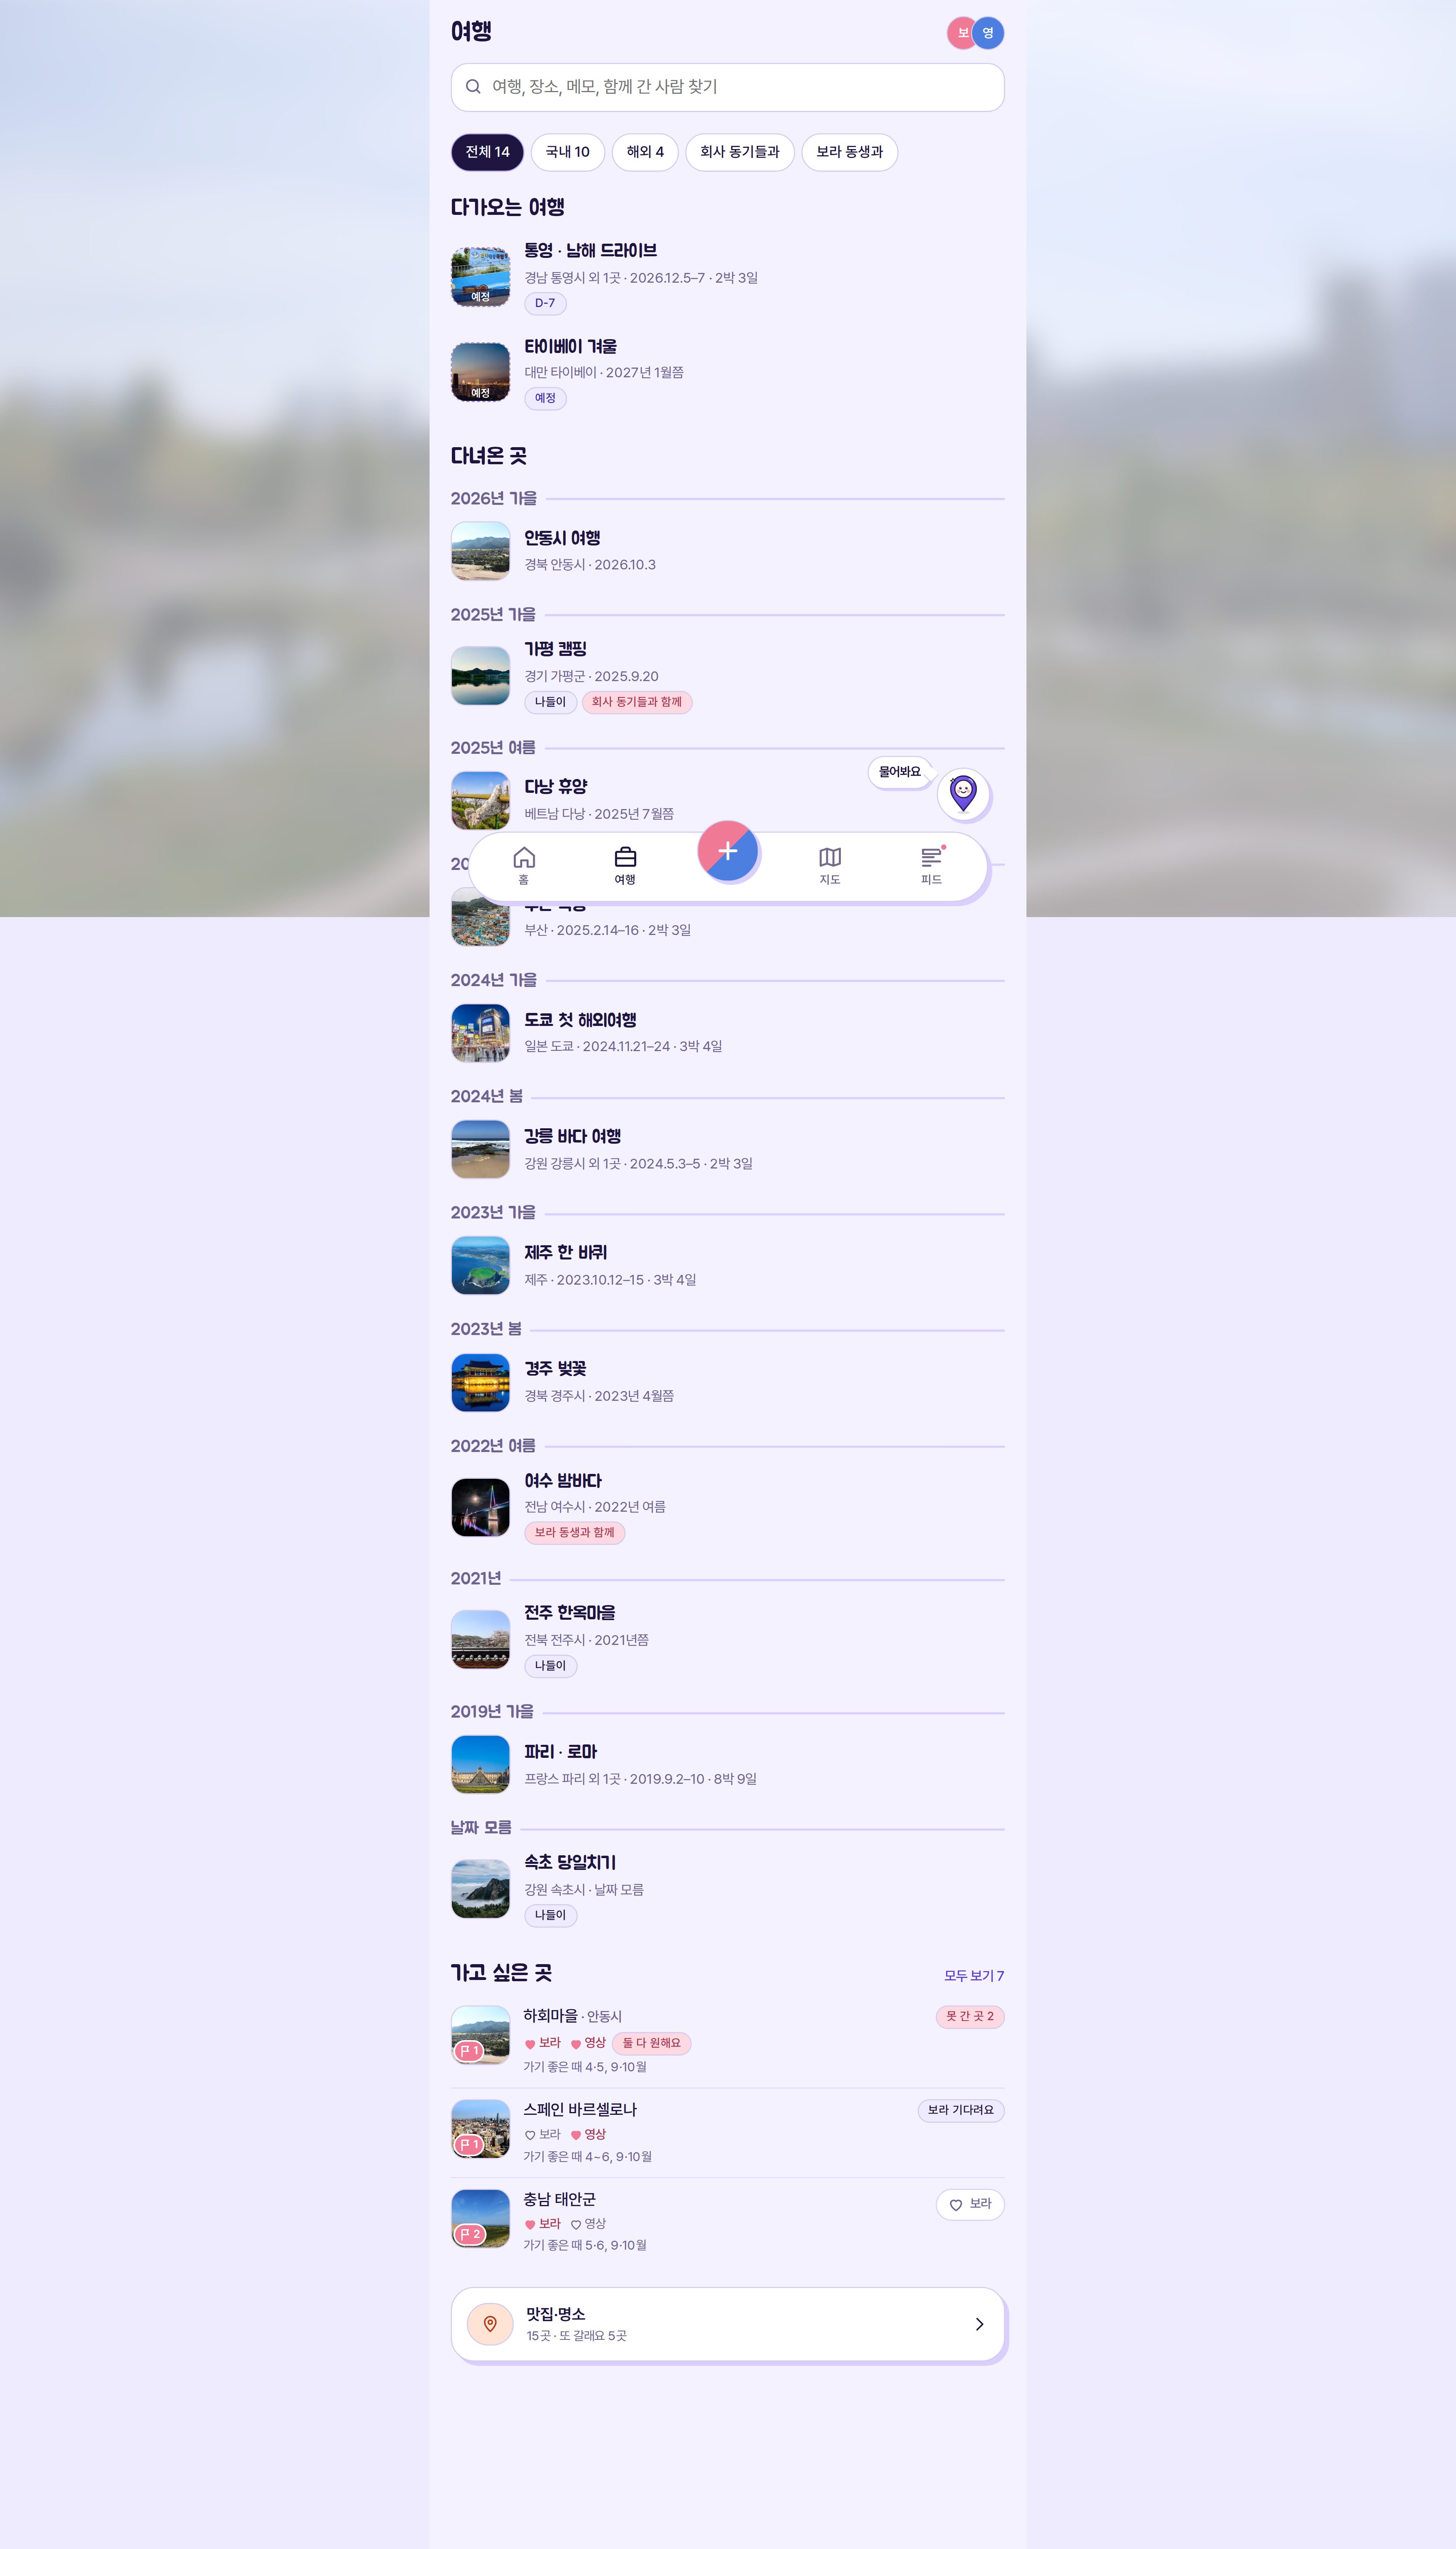 여행
보 영
여행, 장소, 메모, 함께 간 사람 찾기
전체 14 국내 10 해외 4 회사 동기들과 보라 동생과
다가오는 여행
통영 · 남해 드라이브
경남 통영시 외 1곳 · 2026.12.5–7 · 2박 3일
예정
D-7
타이베이 겨울
대만 타이베이 · 2027년 1월쯤
예정
예정
다녀온 곳
2026년 가을
안동시 여행
경북 안동시 · 2026.10.3
2025년 가을
가평 캠핑
경기 가평군 · 2025.9.20
나들이 회사 동기들과 함께
2025년 여름
물어봐요
다낭 휴양
베트남 다낭 · 2025년 7월쯤
홈 여행 지도 피드
부산 · 2025.2.14–16 · 2박 3일
2024년 가을
도쿄 첫 해외여행
일본 도쿄 · 2024.11.21–24 · 3박 4일
2024년 봄
강릉 바다 여행
강원 강릉시 외 1곳 · 2024.5.3–5 · 2박 3일
2023년 가을
제주 한 바퀴
제주 · 2023.10.12–15 · 3박 4일
2023년 봄
경주 벚꽃
경북 경주시 · 2023년 4월쯤
2022년 여름
여수 밤바다
전남 여수시 · 2022년 여름
보라 동생과 함께
2021년
전주 한옥마을
전북 전주시 · 2021년쯤
나들이
2019년 가을
파리 · 로마
프랑스 파리 외 1곳 · 2019.9.2–10 · 8박 9일
날짜 모름
속초 당일치기
강원 속초시 · 날짜 모름
나들이
가고 싶은 곳 모두 보기 7
하회마을 · 안동시 못 간 곳 2
1 보라 영상 둘 다 원해요
가기 좋은 때 4·5, 9·10월
스페인 바르셀로나 보라 기다려요
1 보라 영상
가기 좋은 때 4~6, 9·10월
충남 태안군 보라
2 보라 영상
가기 좋은 때 5·6, 9·10월
맛집·명소
15곳 · 또 갈래요 5곳